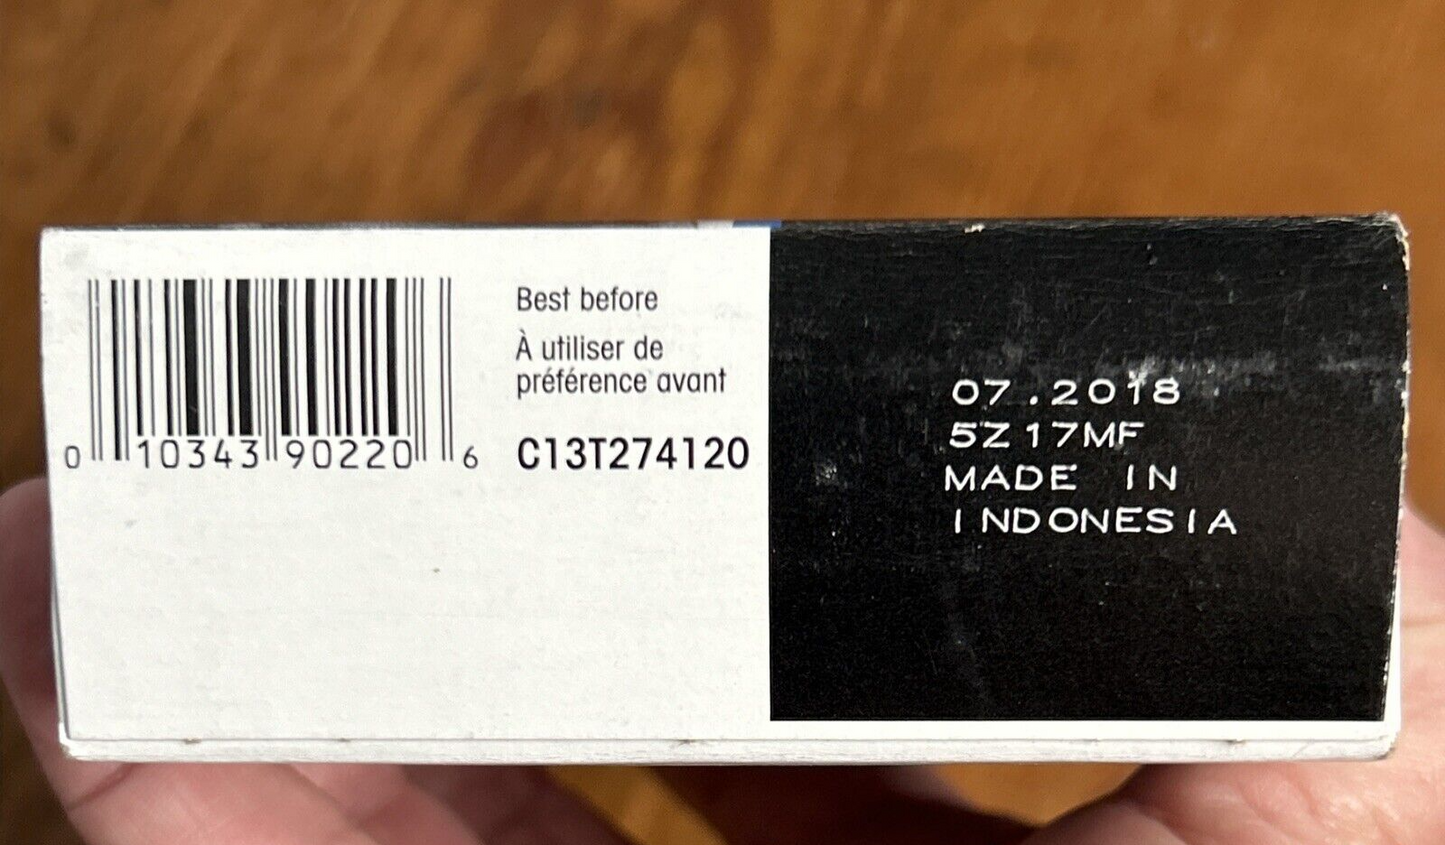 0 10343 90220 6
Best before
À utiliser de
préférence avant
C13T274120
07.2018
5Z17MF
MADE IN
INDONESIA